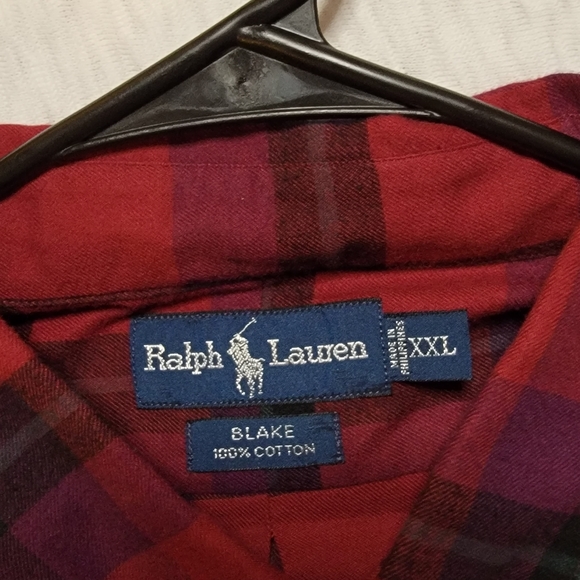 Ralph Lauren
MADE IN
PHILIPPINES
XXL
BLAKE
100% COTTON